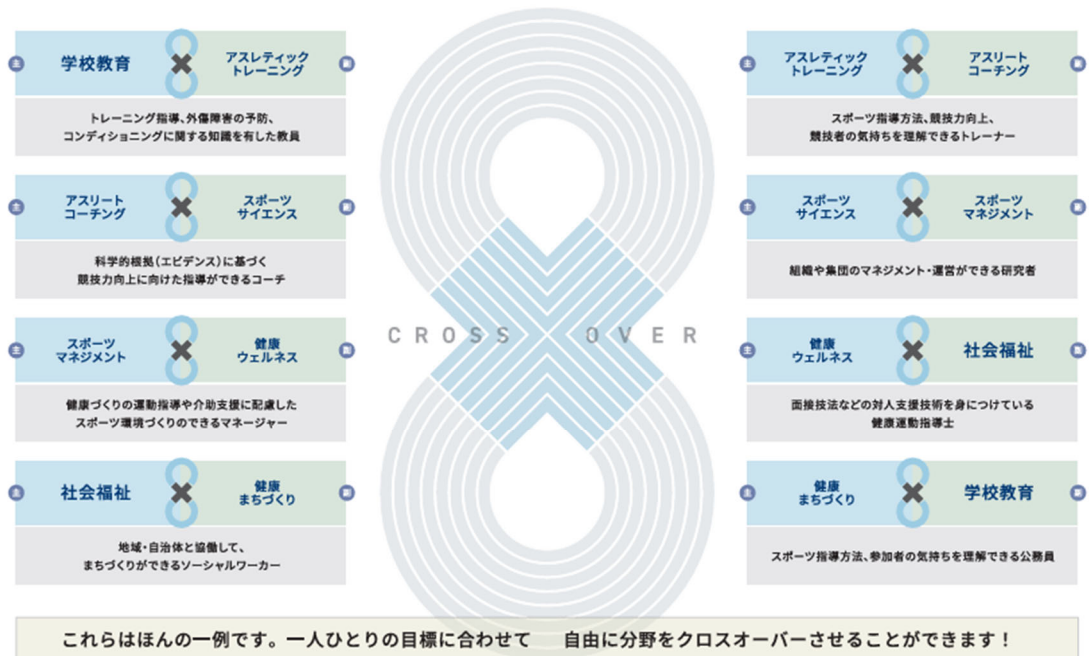 主
学校教育
アスレティック
トレーニング
副
トレーニング指導、外傷障害の予防、
コンディショニングに関する知識を有した教員
主
アスリート
コーチング
スポーツ
サイエンス
副
科学的根拠(エビデンス)に基づく
競技力向上に向けた指導ができるコーチ
主
スポーツ
マネジメント
健康
ウェルネス
副
健康づくりの運動指導や介助支援に配慮した
スポーツ環境づくりのできるマネージャー
主
社会福祉
健康
まちづくり
副
地域・自治体と協働して、
まちづくりができるソーシャルワーカー
CROSS OVER
主
アスレティック
トレーニング
アスリート
コーチング
副
スポーツ指導方法、競技力向上、
競技者の気持ちを理解できるトレーナー
主
スポーツ
サイエンス
スポーツ
マネジメント
副
組織や集団のマネジメント・運営ができる研究者
主
健康
ウェルネス
社会福祉
副
面接技法などの対人支援技術を身につけている
健康運動指導士
主
健康
まちづくり
学校教育
副
スポーツ指導方法、参加者の気持ちを理解できる公務員
これらはほんの一例です。一人ひとりの目標に合わせて 自由に分野をクロスオーバーさせることができます!